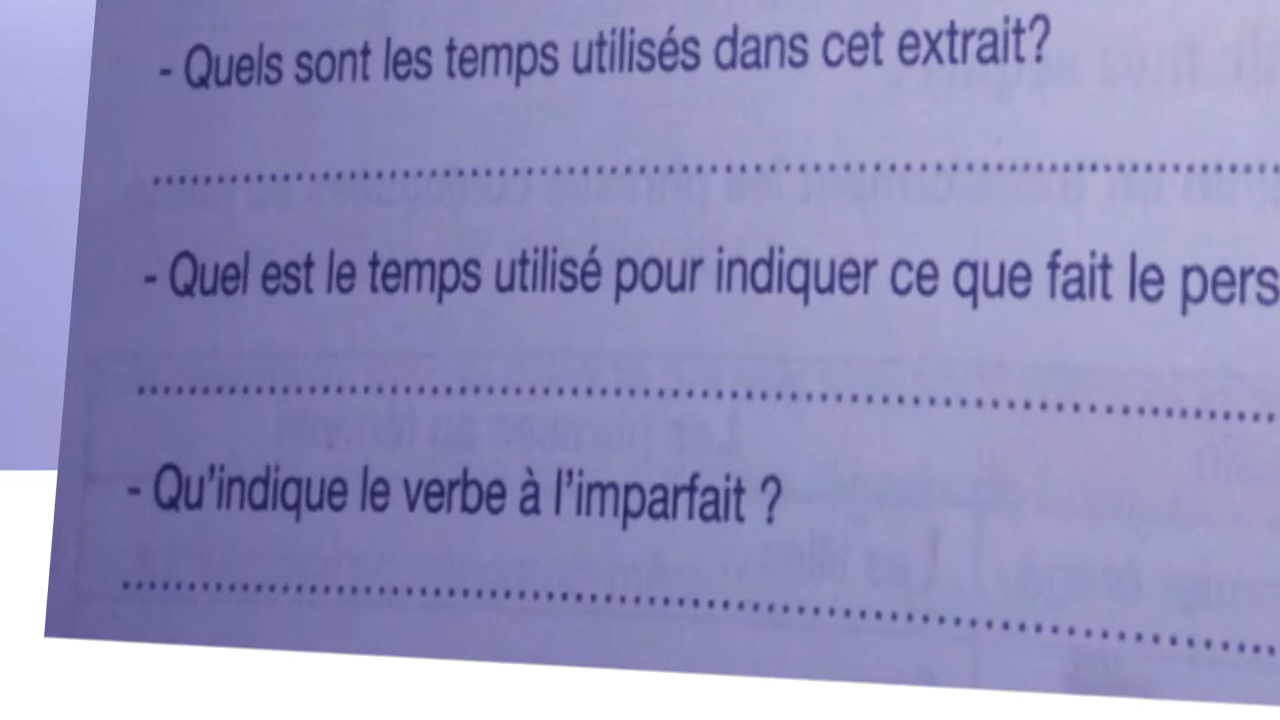 - Quels sont les temps utilisés dans cet extrait?
- Quel est le temps utilisé pour indiquer ce que fait le pers
- Qu'indique le verbe à l'imparfait ?